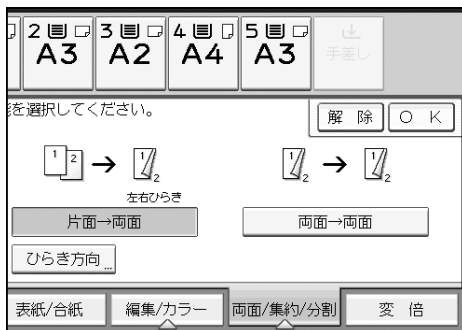 2 3 4 5
A3 A2 A4 A3 手差し
を選択してください。
解 除 O K
1 2 → 1 2 1 2 → 1 2
左右ひらき
片面→両面 両面→両面
ひらき方向...
表紙/合紙 編集/カラー 両面/集約/分割 変 倍